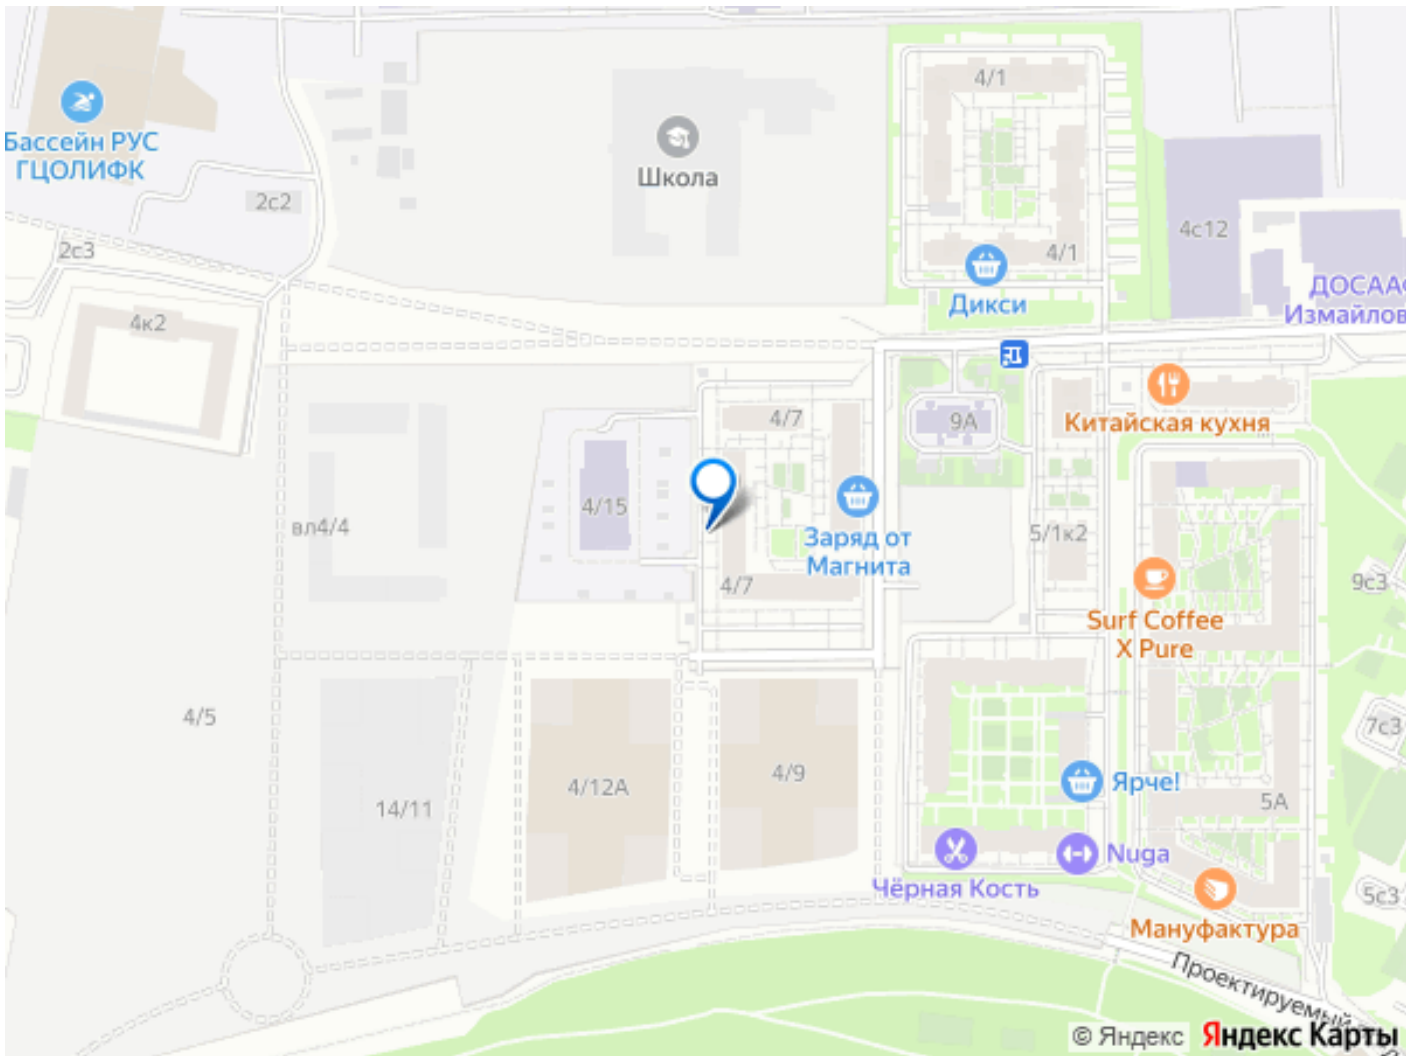 4/1
Бассейн РУС
ГЦОЛИФК
Школа
2с2
4с12
2с3
4/1
Дикси
ДОСААФ
Измайлов
4к2
4/7
9А
Китайская кухня
4/15
вл4/4
Заряд от
Магнита
5/1к2
4/7
9с3
Surf Coffee
X Pure
4/5
7с3
4/9
4/12А
Ярче!
14/11
5А
Nuga
Чёрная Кость
5с3
Мануфактура
Проектируемый
© Яндекс Яндекс Карты